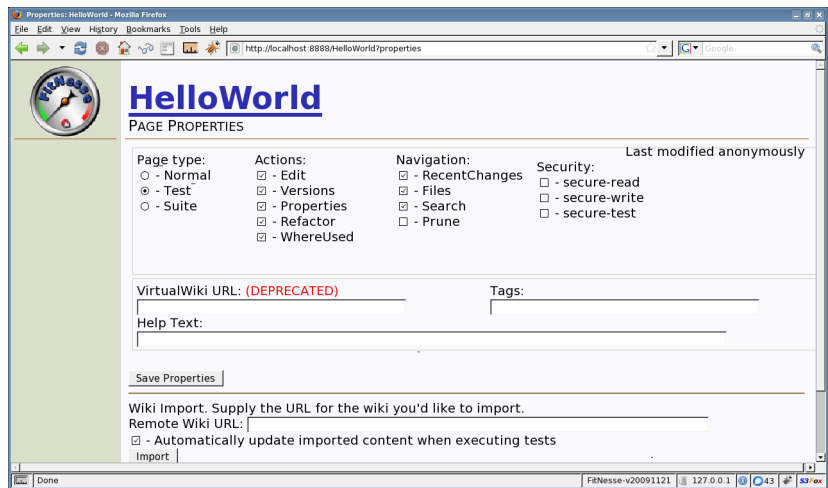 Properties: HelloWorld - Mozilla Firefox
File Edit View History Bookmarks Tools Help
http://localhost:8888/HelloWorld?properties
G Google
FitNesse
HelloWorld
PAGE PROPERTIES
Last modified anonymously
Page type:
- Normal
- Test
- Suite
Actions:
- Edit
- Versions
- Properties
- Refactor
- WhereUsed
Navigation:
- RecentChanges
- Files
- Search
- Prune
Security:
- secure-read
- secure-write
- secure-test
VirtualWiki URL: (DEPRECATED)
Tags:
Help Text:
Save Properties
Wiki Import. Supply the URL for the wiki you'd like to import.
Remote Wiki URL:
- Automatically update imported content when executing tests
Import
Done
FitNesse-v20091121
127.0.0.1
43
S3Fox